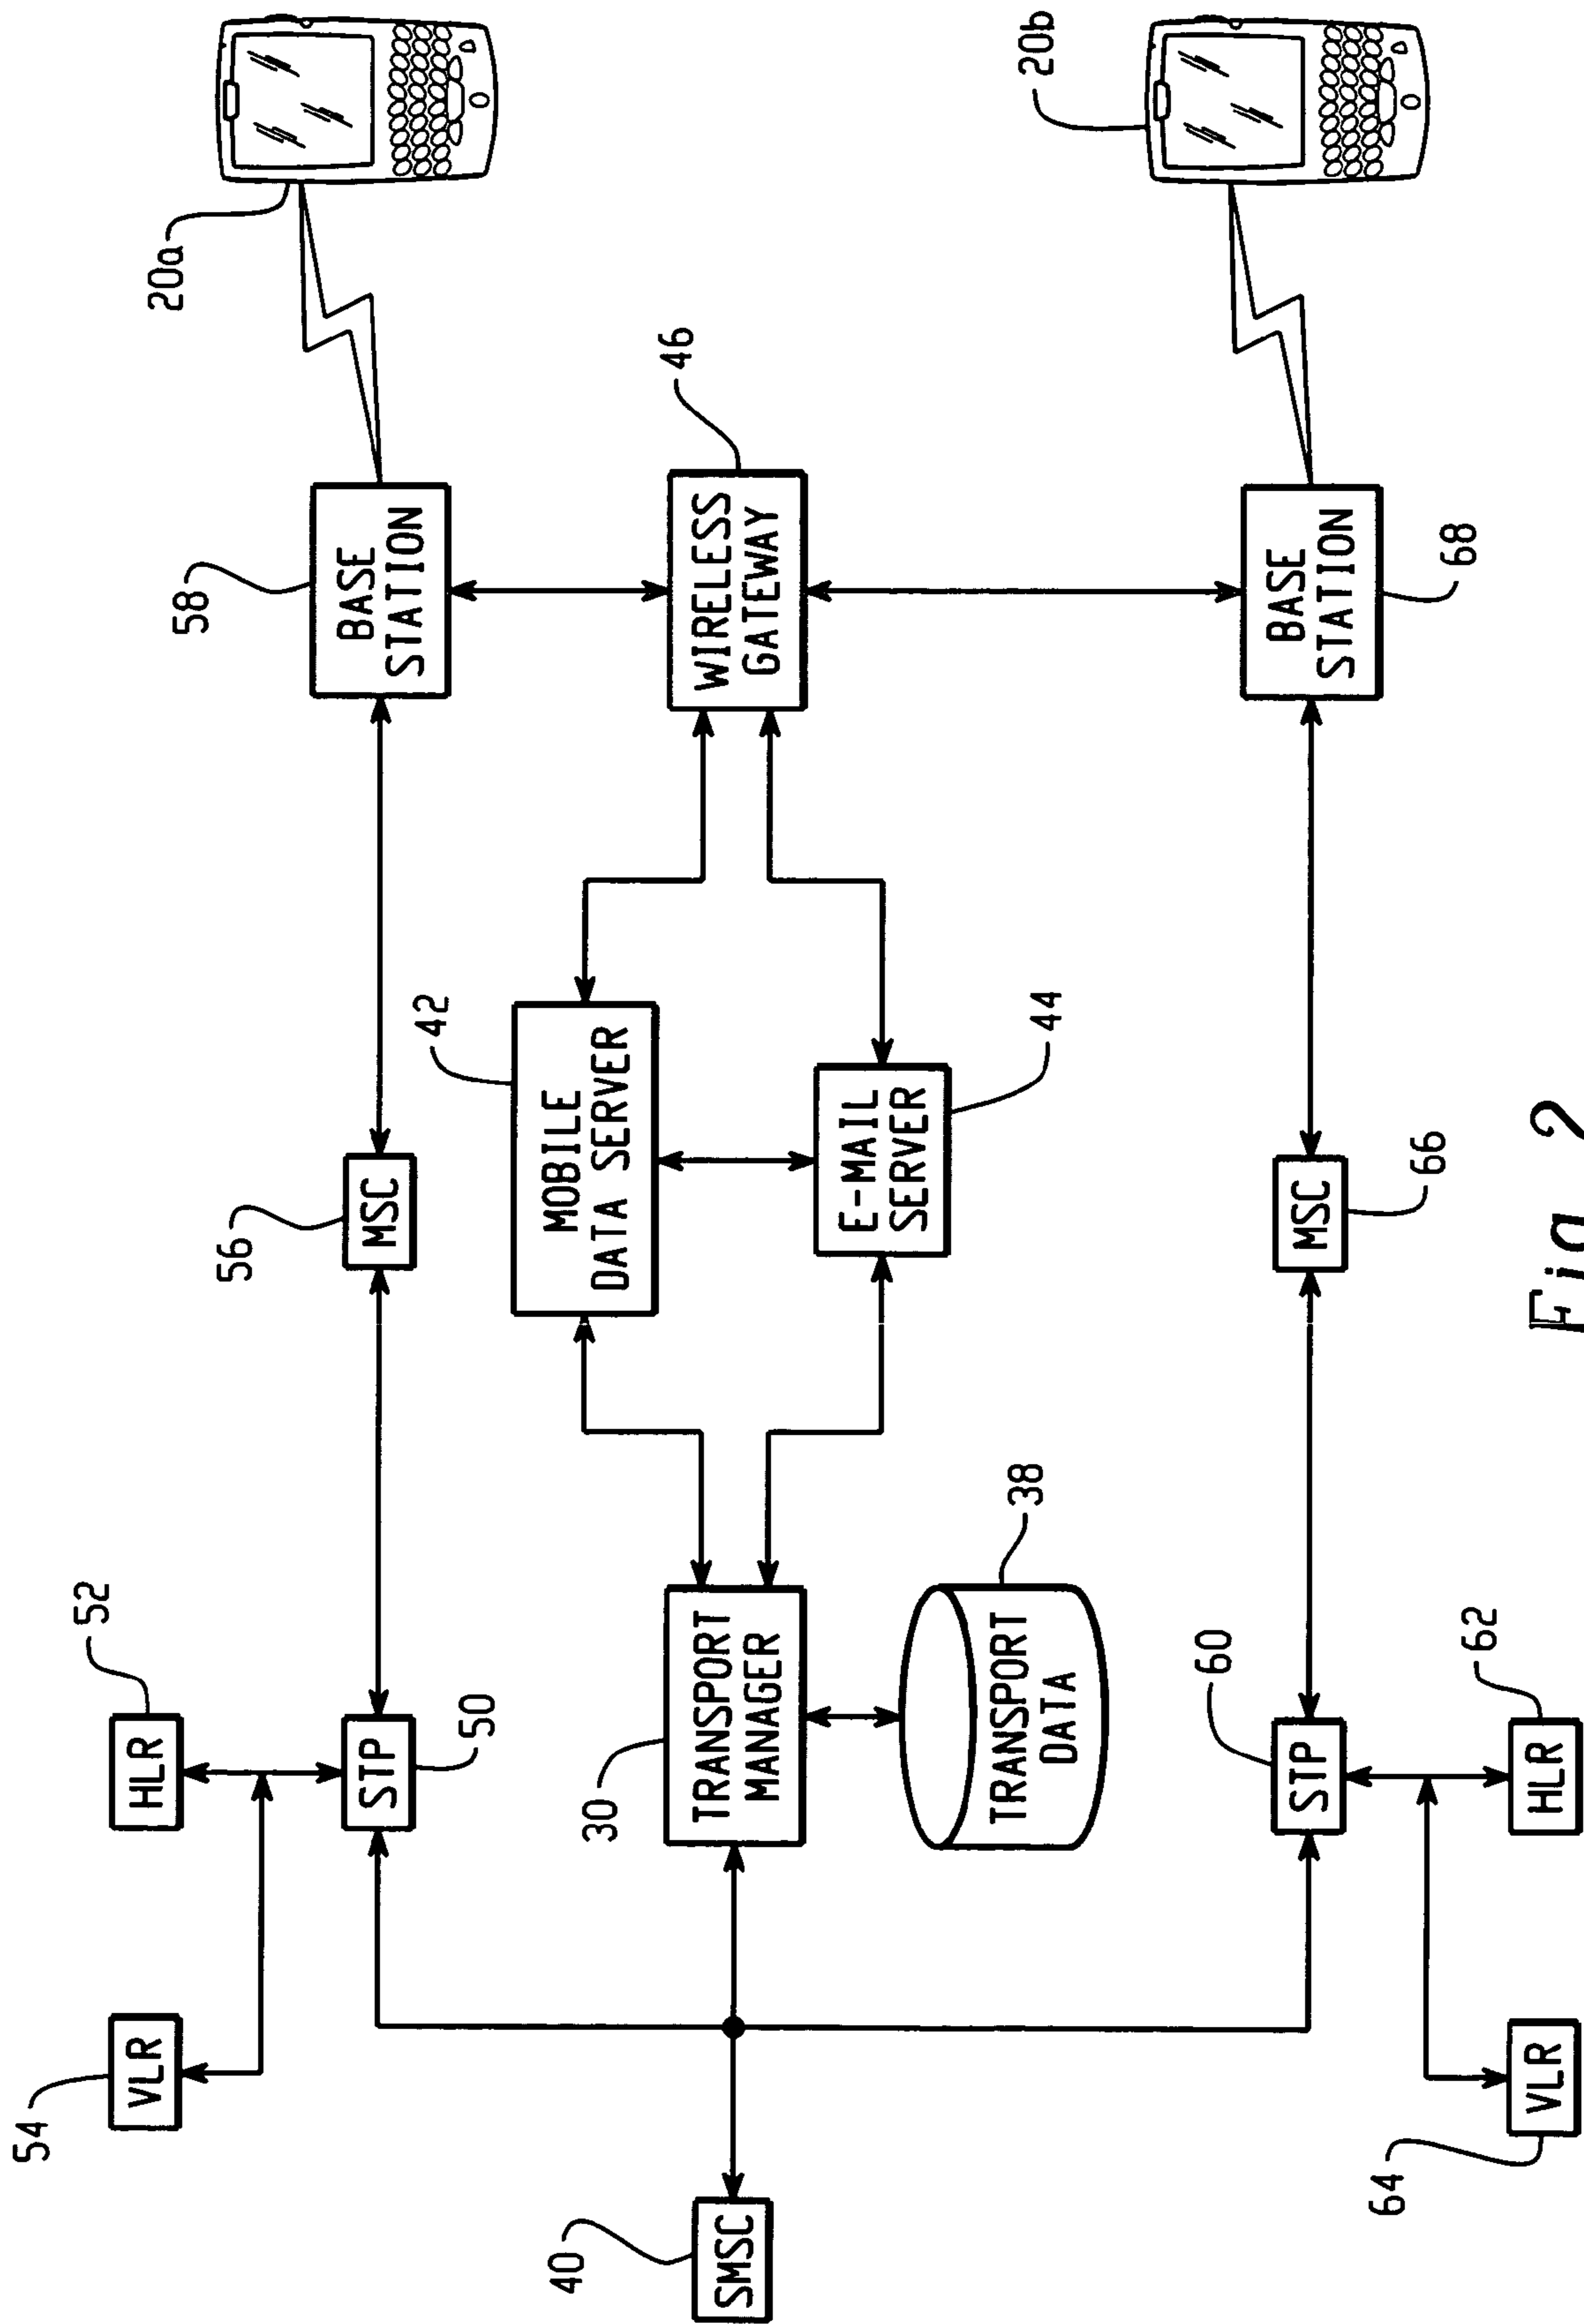 20a
20b
58
BASE
STATION
46
WIRELESS
GATEWAY
BASE
STATION
68
42
MOBILE
DATA SERVER
44
E-MAIL
SERVER
56
MSC
MSC
66
52
HLR
STP
50
54
VLR
30
TRANSPORT
MANAGER
38
TRANSPORT
DATA
60
STP
62
HLR
64
VLR
40
SMSC
Fig. 2